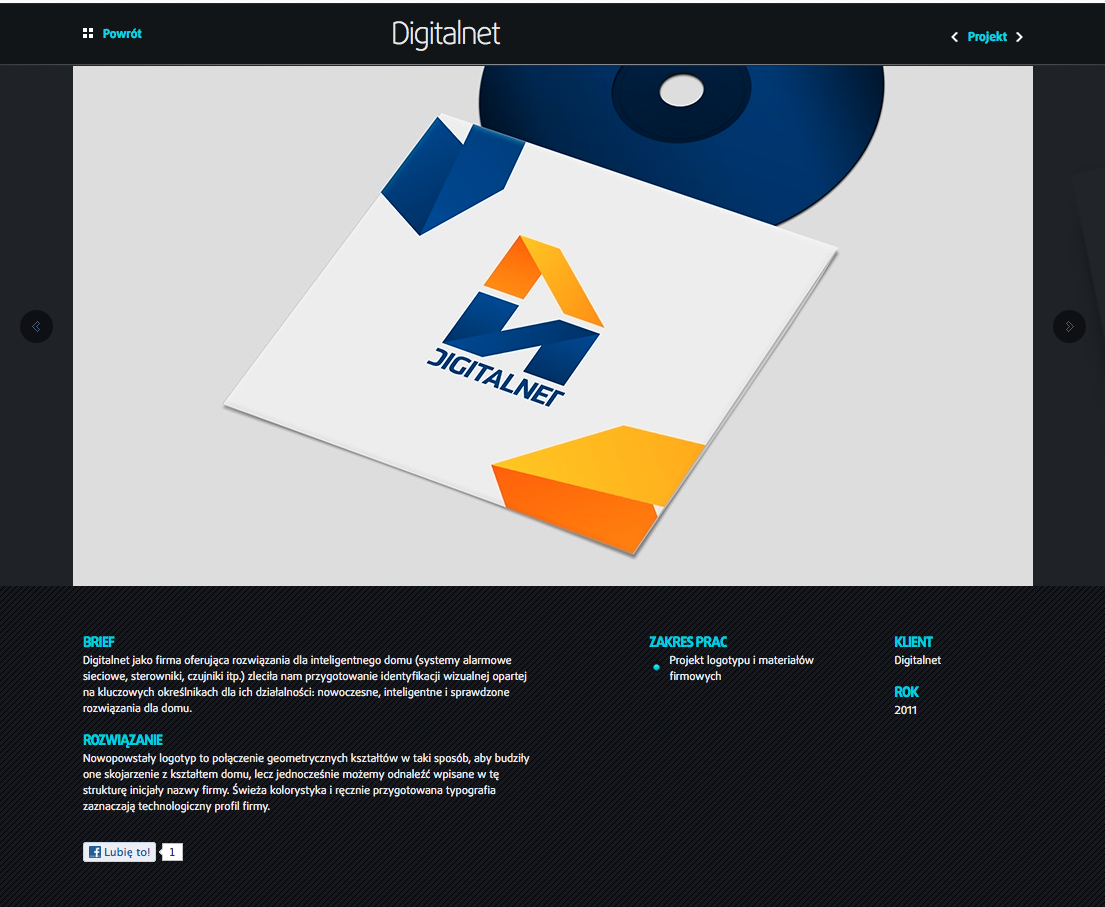 Powrót
Digitalnet
Projekt
DIGITALNET
BRIEF
Digitalnet jako firma oferująca rozwiązania dla inteligentnego domu (systemy alarmowe
sieciowe, sterowniki, czujniki itp.) zleciła nam przygotowanie identyfikacji wizualnej opartej
na kluczowych określnikach dla ich działalności: nowoczesne, inteligentne i sprawdzone
rozwiązania dla domu.
ROZWIĄZANIE
Nowopowstały logotyp to połączenie geometrycznych kształtów w taki sposób, aby budziły
one skojarzenie z kształtem domu, lecz jednocześnie możemy odnaleźć wpisane w tę
strukturę inicjały nazwy firmy. Świeża kolorystyka i ręcznie przygotowana typografia
zaznaczają technologiczny profil firmy.
Lubię to! 1
ZAKRES PRAC
Projekt logotypu i materiałów
firmowych
KLIENT
Digitalnet
ROK
2011